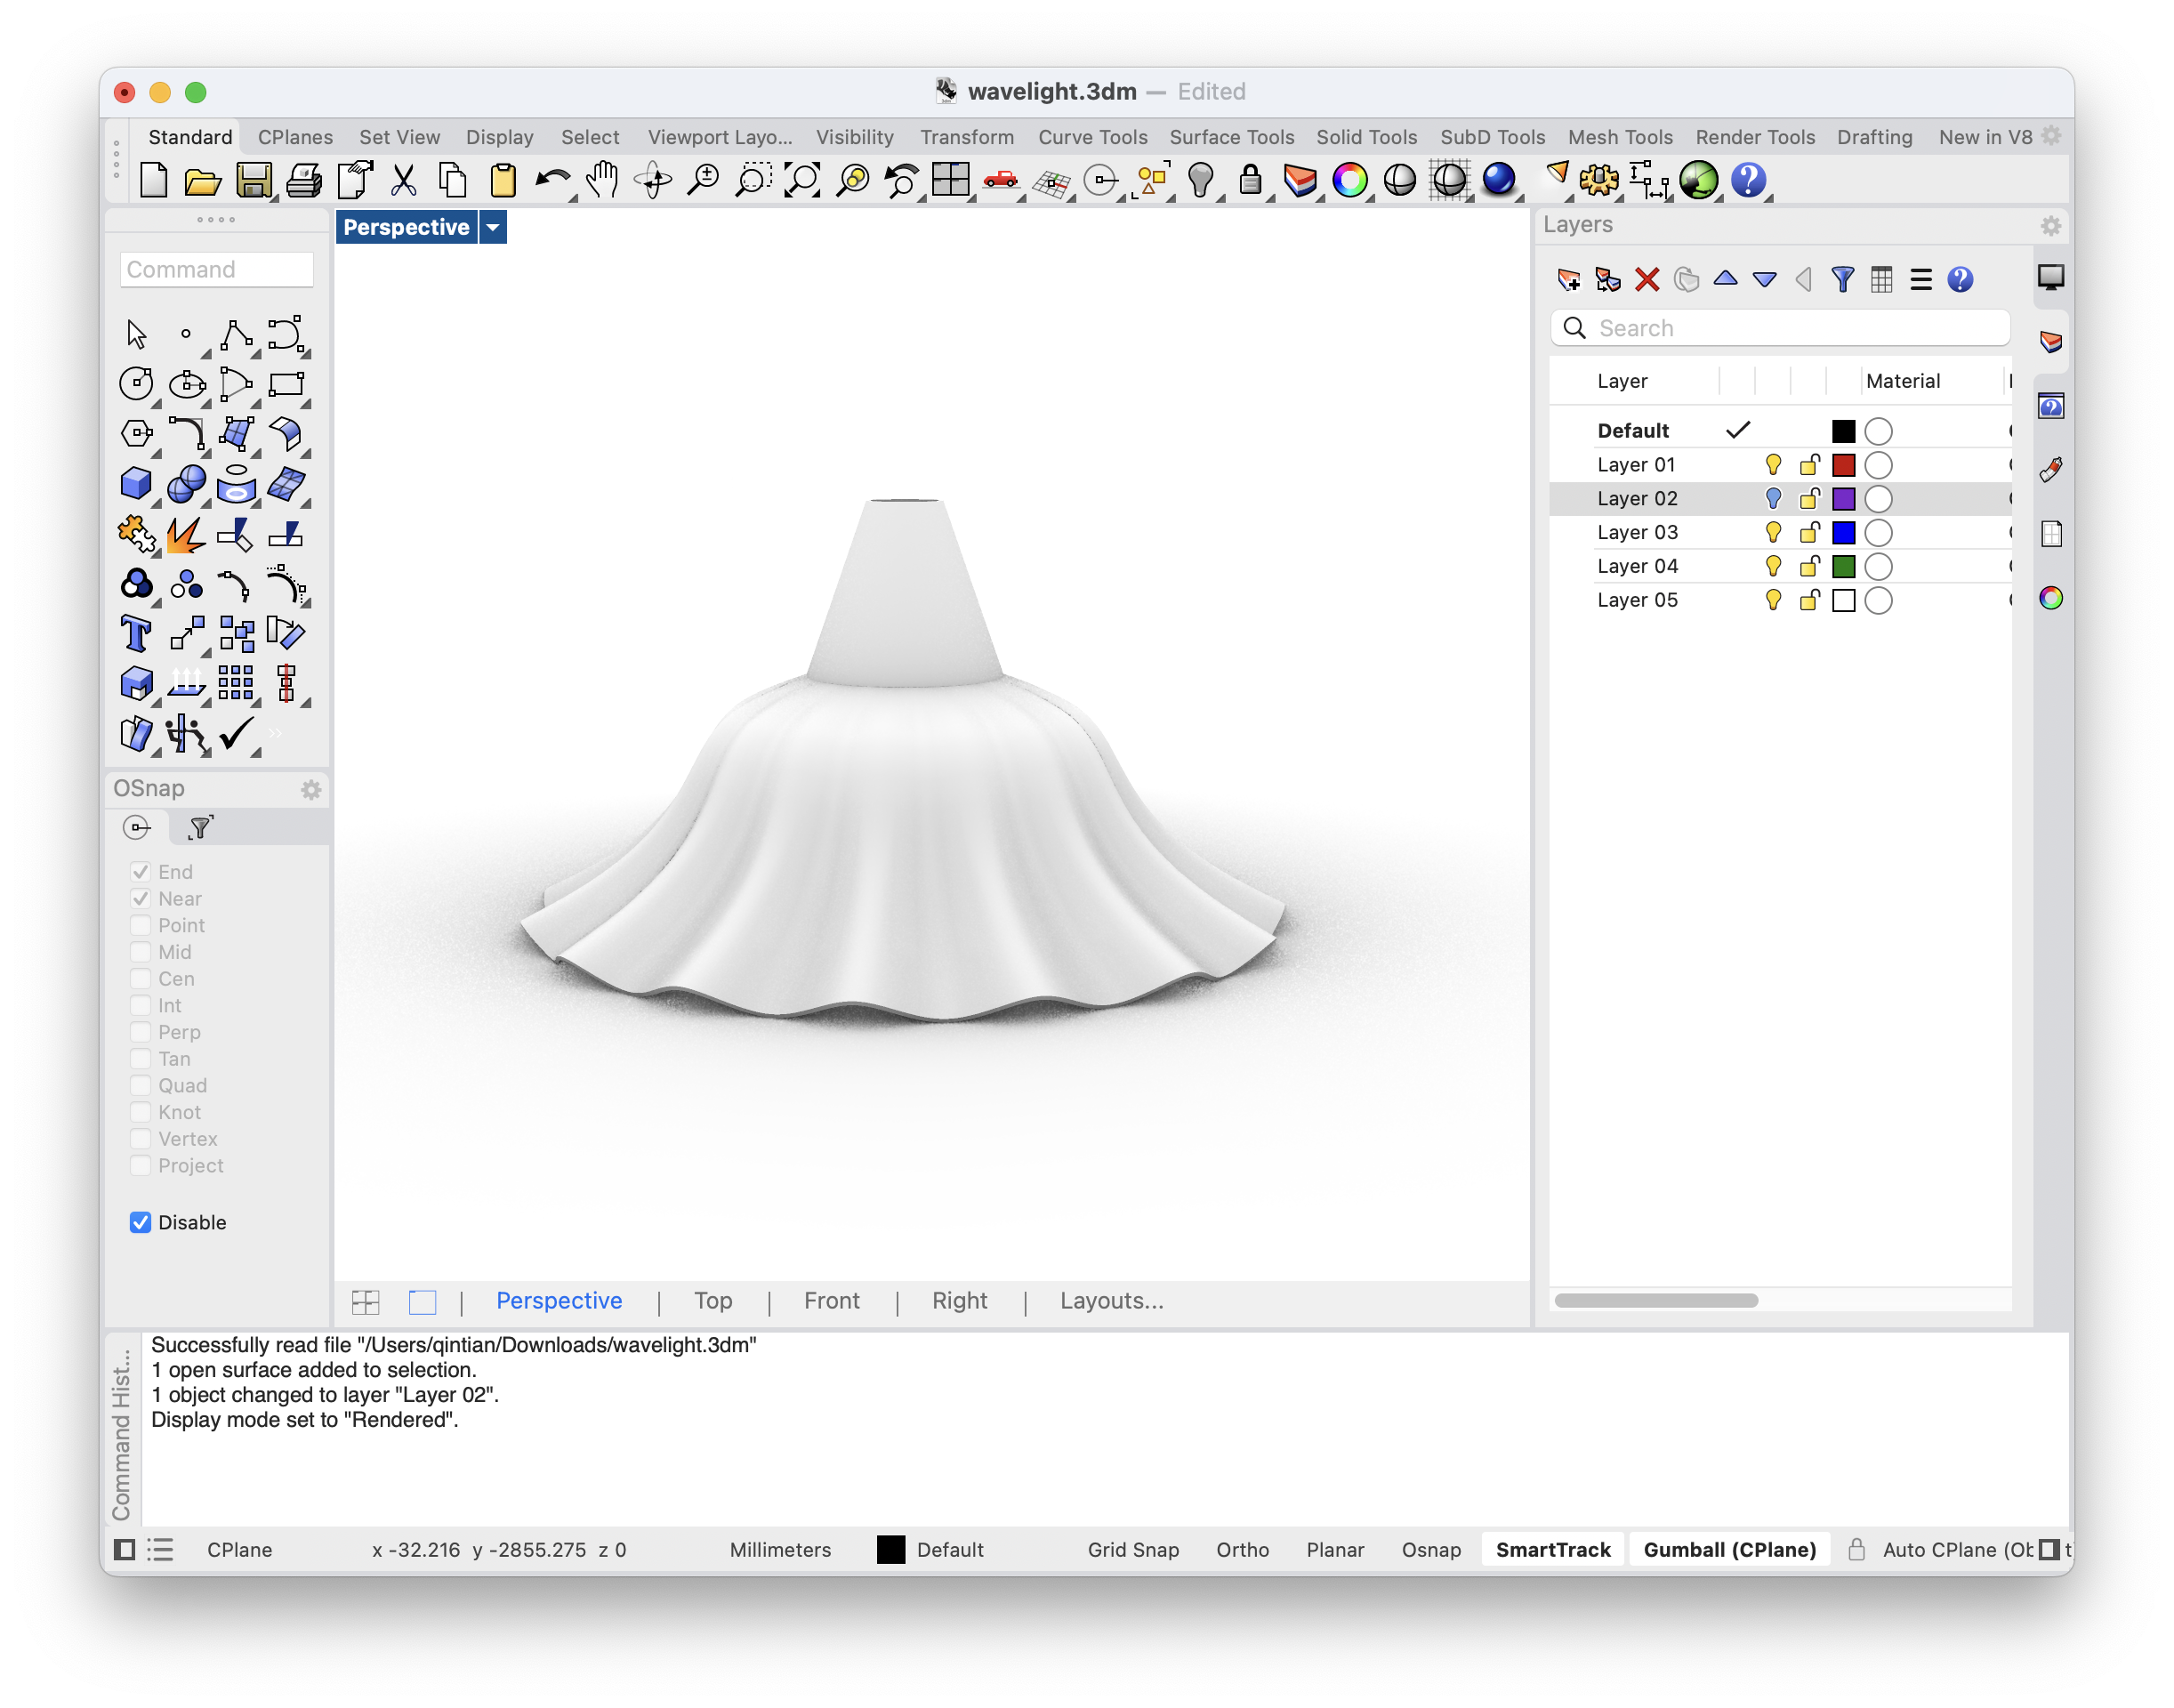 wavelight.3dm — Edited
Standard CPlanes Set View Display Select Viewport Layo... Visibility Transform Curve Tools Surface Tools Solid Tools SubD Tools Mesh Tools Render Tools Drafting New in V8
Perspective
Command
OSnap
End
Near
Point
Mid
Cen
Int
Perp
Tan
Quad
Knot
Vertex
Project
Disable
Layers
Search
Layer Material
Default
Layer 01
Layer 02
Layer 03
Layer 04
Layer 05
Perspective | Top | Front | Right | Layouts...
Command Hist...
Successfully read file "/Users/qintian/Downloads/wavelight.3dm"
1 open surface added to selection.
1 object changed to layer "Layer 02".
Display mode set to "Rendered".
CPlane x -32.216 y -2855.275 z 0 Millimeters Default Grid Snap Ortho Planar Osnap SmartTrack Gumball (CPlane) Auto CPlane (Ob